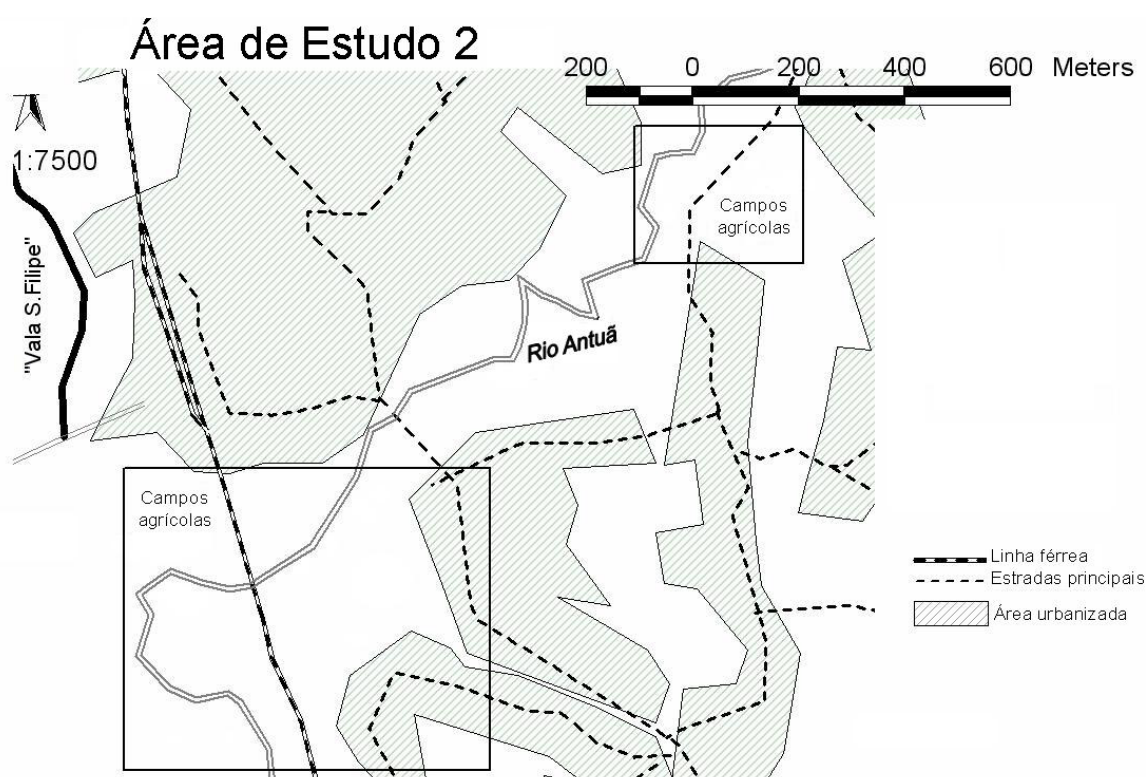 Área de Estudo 2
200 0 200 400 600 Meters
1:7500
"Vala S.Filipe"
Campos
agrícolas
Rio Antuã
Campos
agrícolas
Linha férrea
Estradas principais
Área urbanizada